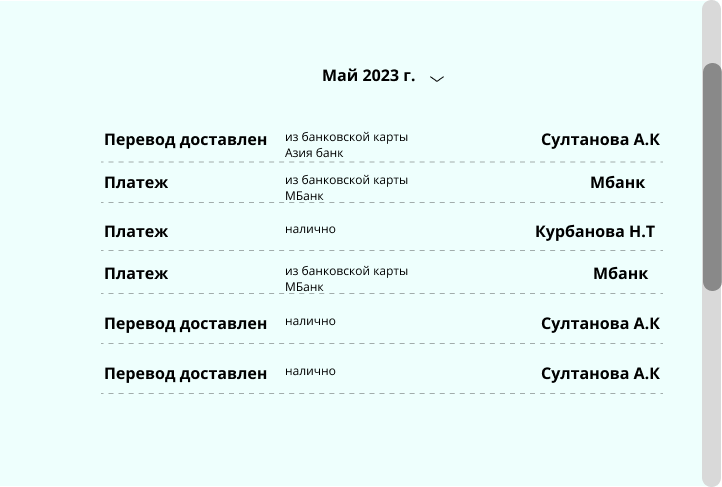 Май 2023 г.
Перевод доставлен из банковской карты Султанова А.К
Азия банк
Платеж из банковской карты Мбанк
МБанк
Платеж налично Курбанова Н.Т
Платеж из банковской карты Мбанк
МБанк
Перевод доставлен налично Султанова А.К
Перевод доставлен налично Султанова А.К